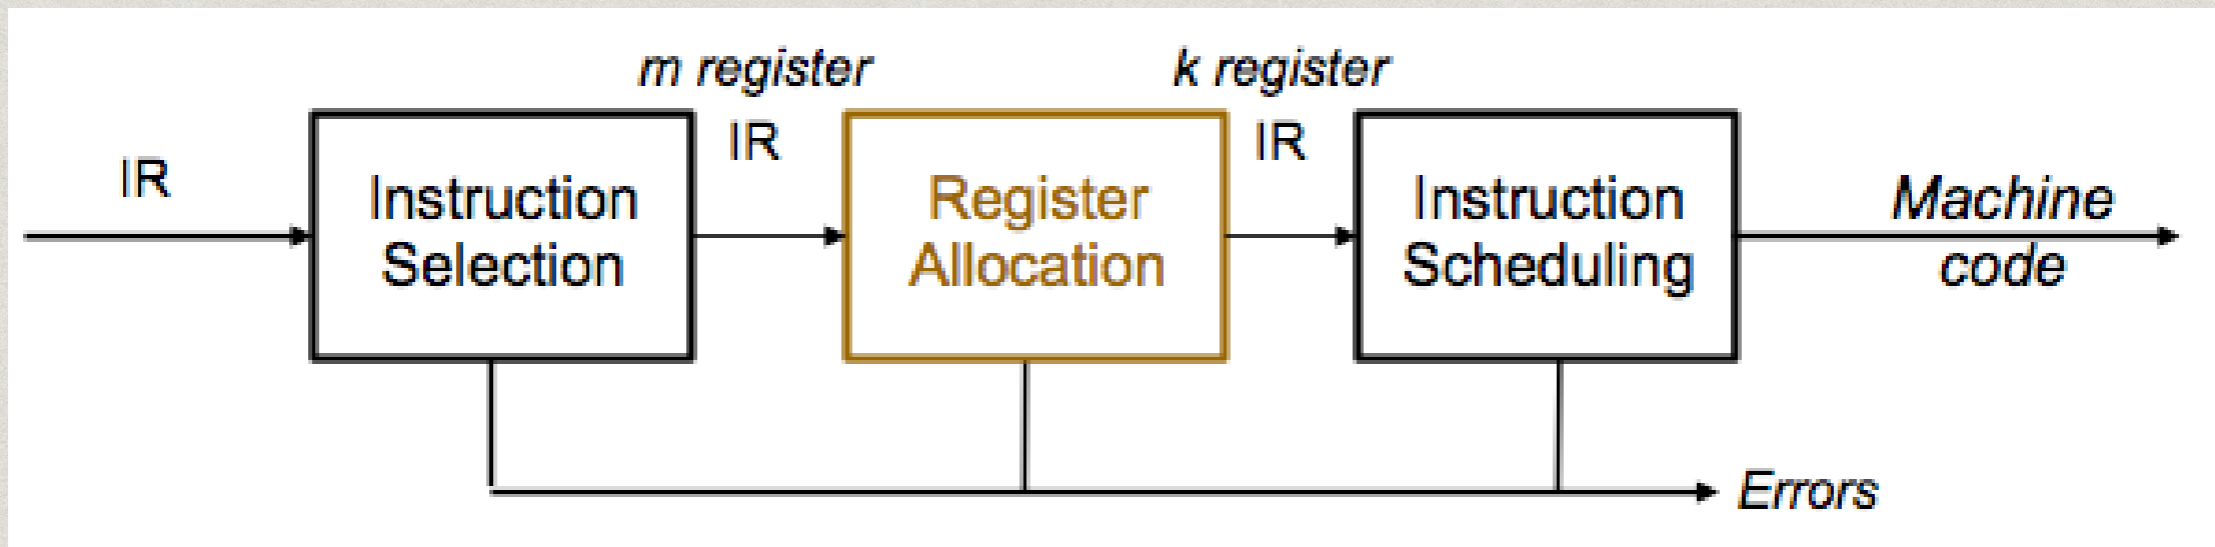 IR
Instruction
Selection
m register
IR
Register
Allocation
k register
IR
Instruction
Scheduling
Machine
code
Errors